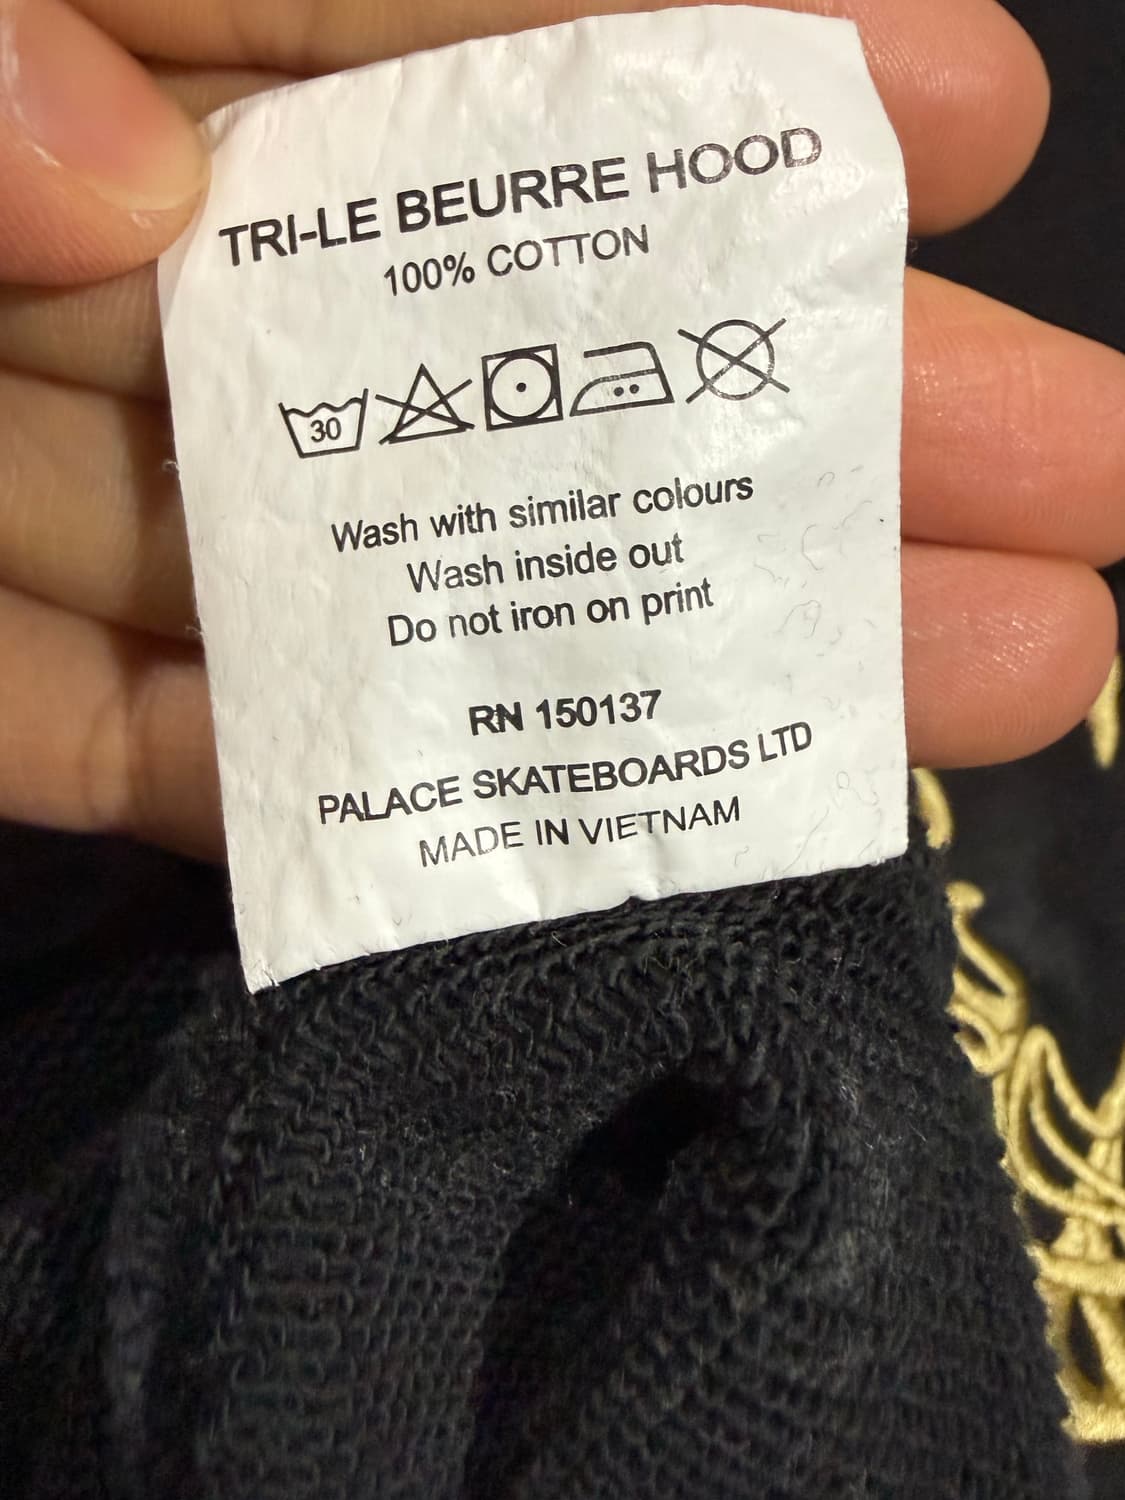 TRI-LE BEURRE HOOD
100% COTTON
30
Wash with similar colours
Wash inside out
Do not iron on print
RN 150137
PALACE SKATEBOARDS LTD
MADE IN VIETNAM